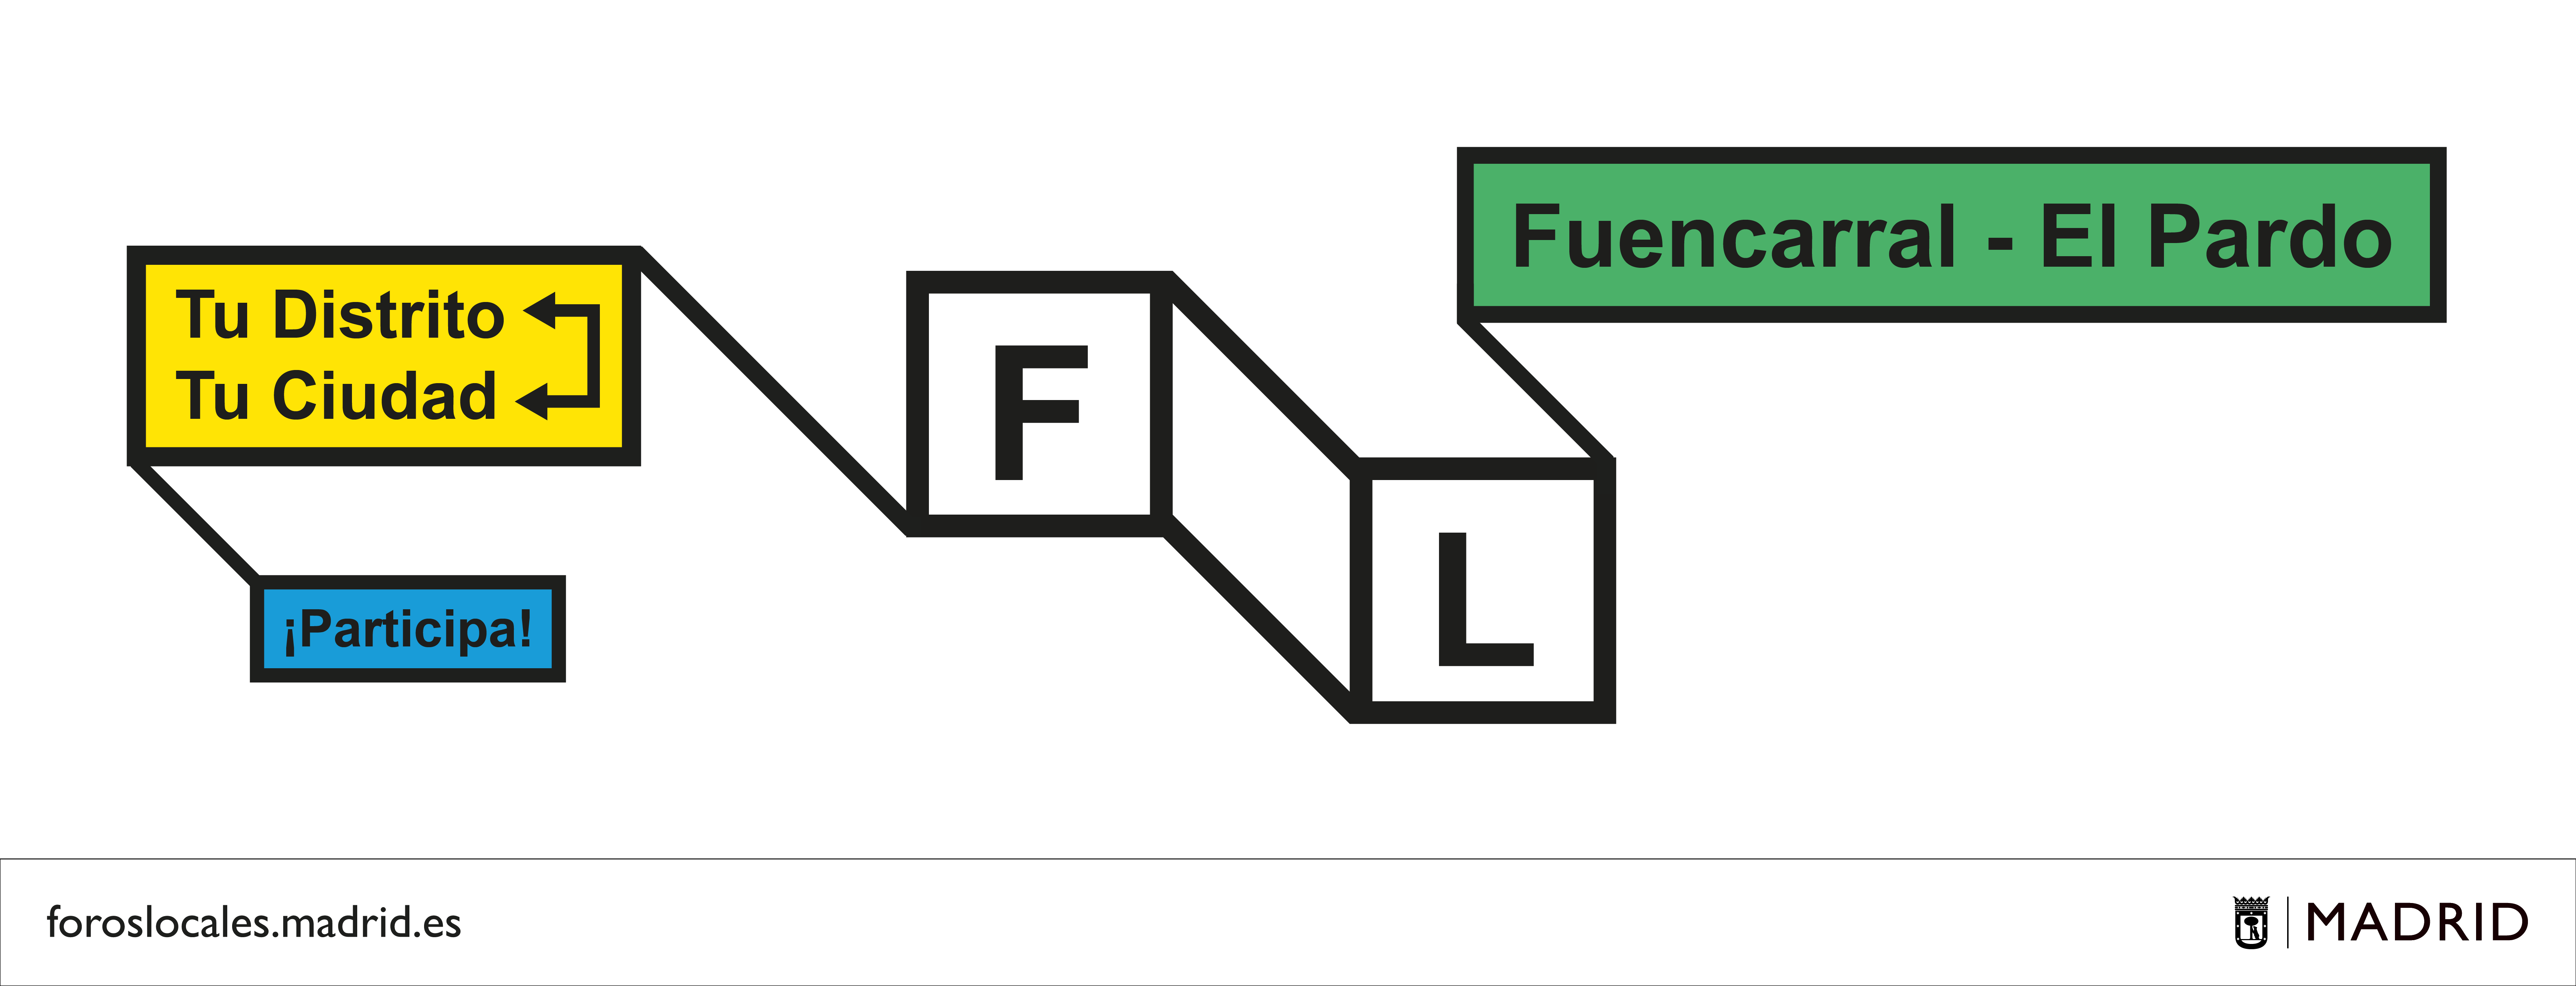 Tu Distrito
Tu Ciudad
¡Participa!
F
L
Fuencarral - El Pardo
foroslocales.madrid.es
MADRID